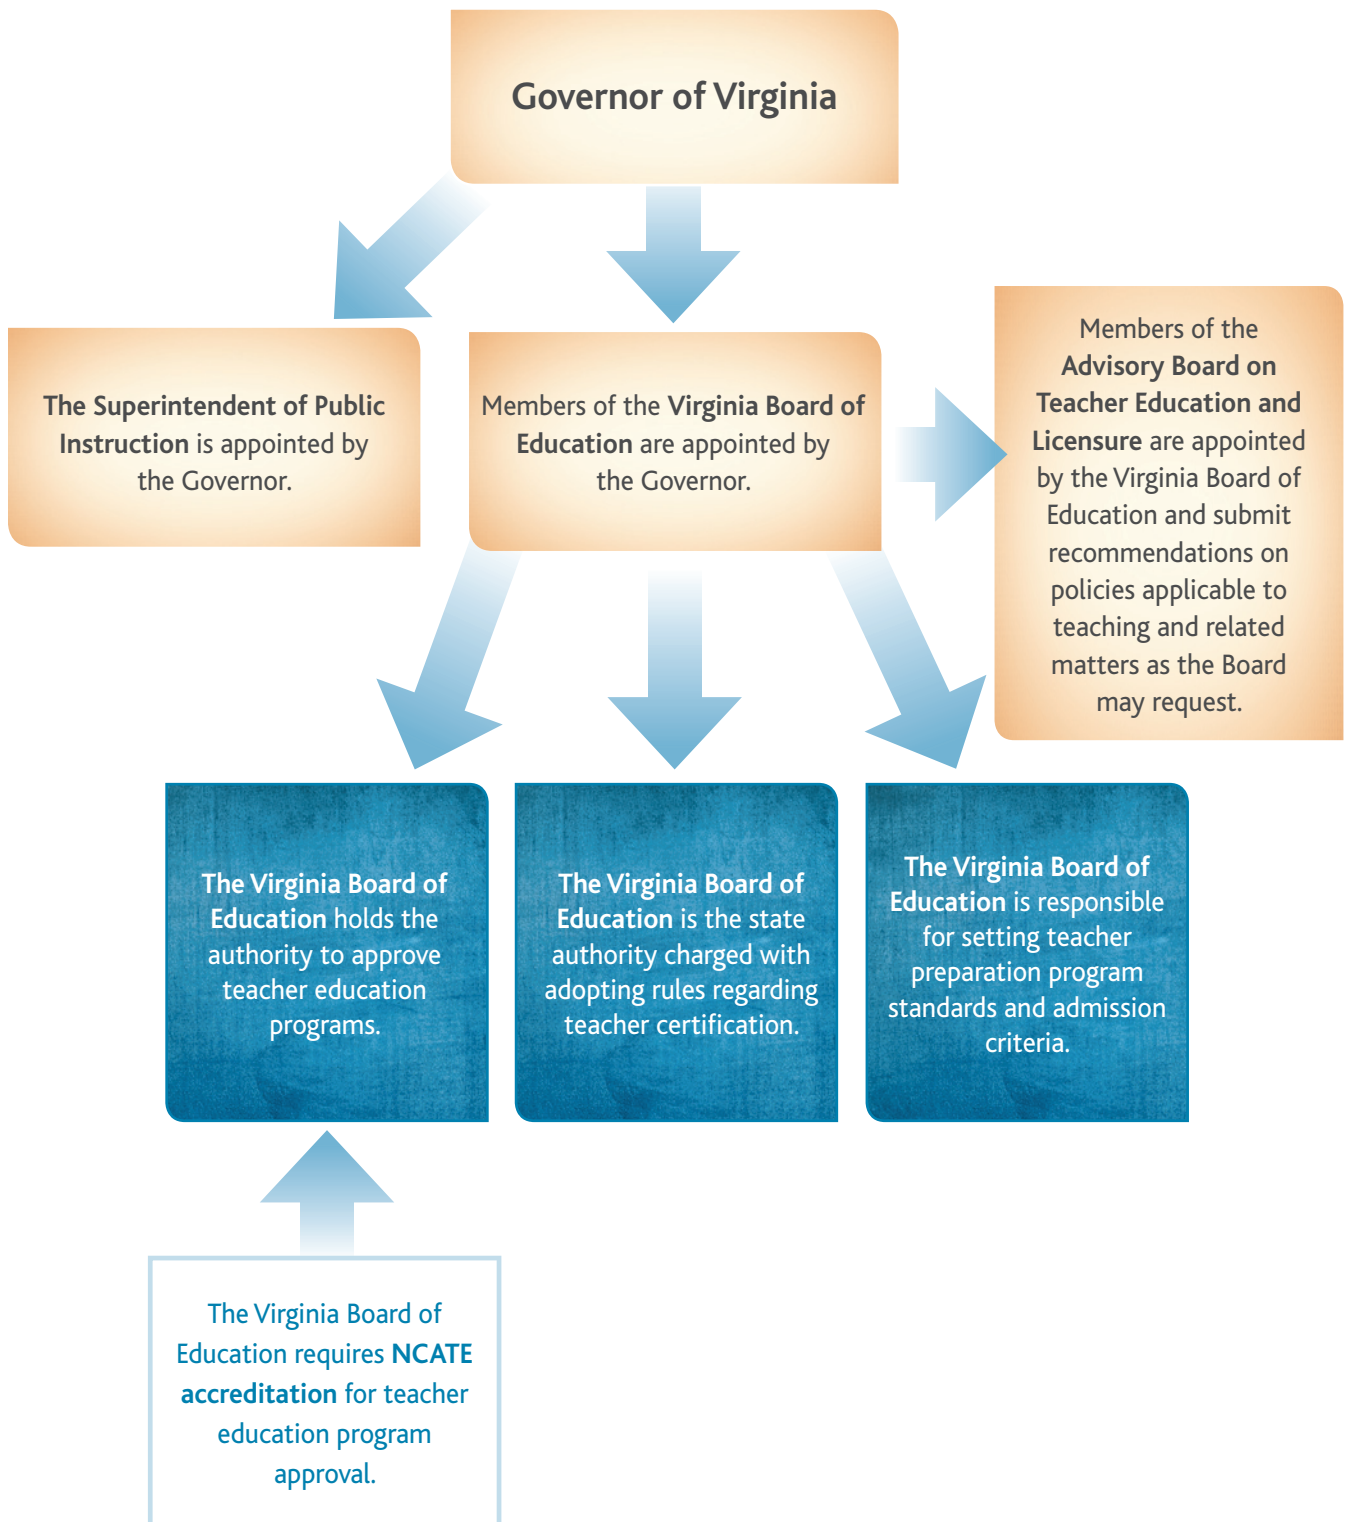 Governor of Virginia
The Superintendent of Public
Instruction is appointed by
the Governor.
Members of the Virginia Board of
Education are appointed by
the Governor.
Members of the
Advisory Board on
Teacher Education and
Licensure are appointed
by the Virginia Board of
Education and submit
recommendations on
policies applicable to
teaching and related
matters as the Board
may request.
The Virginia Board of
Education holds the
authority to approve
teacher education
programs.
The Virginia Board of
Education is the state
authority charged with
adopting rules regarding
teacher certification.
The Virginia Board of
Education is responsible
for setting teacher
preparation program
standards and admission
criteria.
The Virginia Board of
Education requires NCATE
accreditation for teacher
education program
approval.